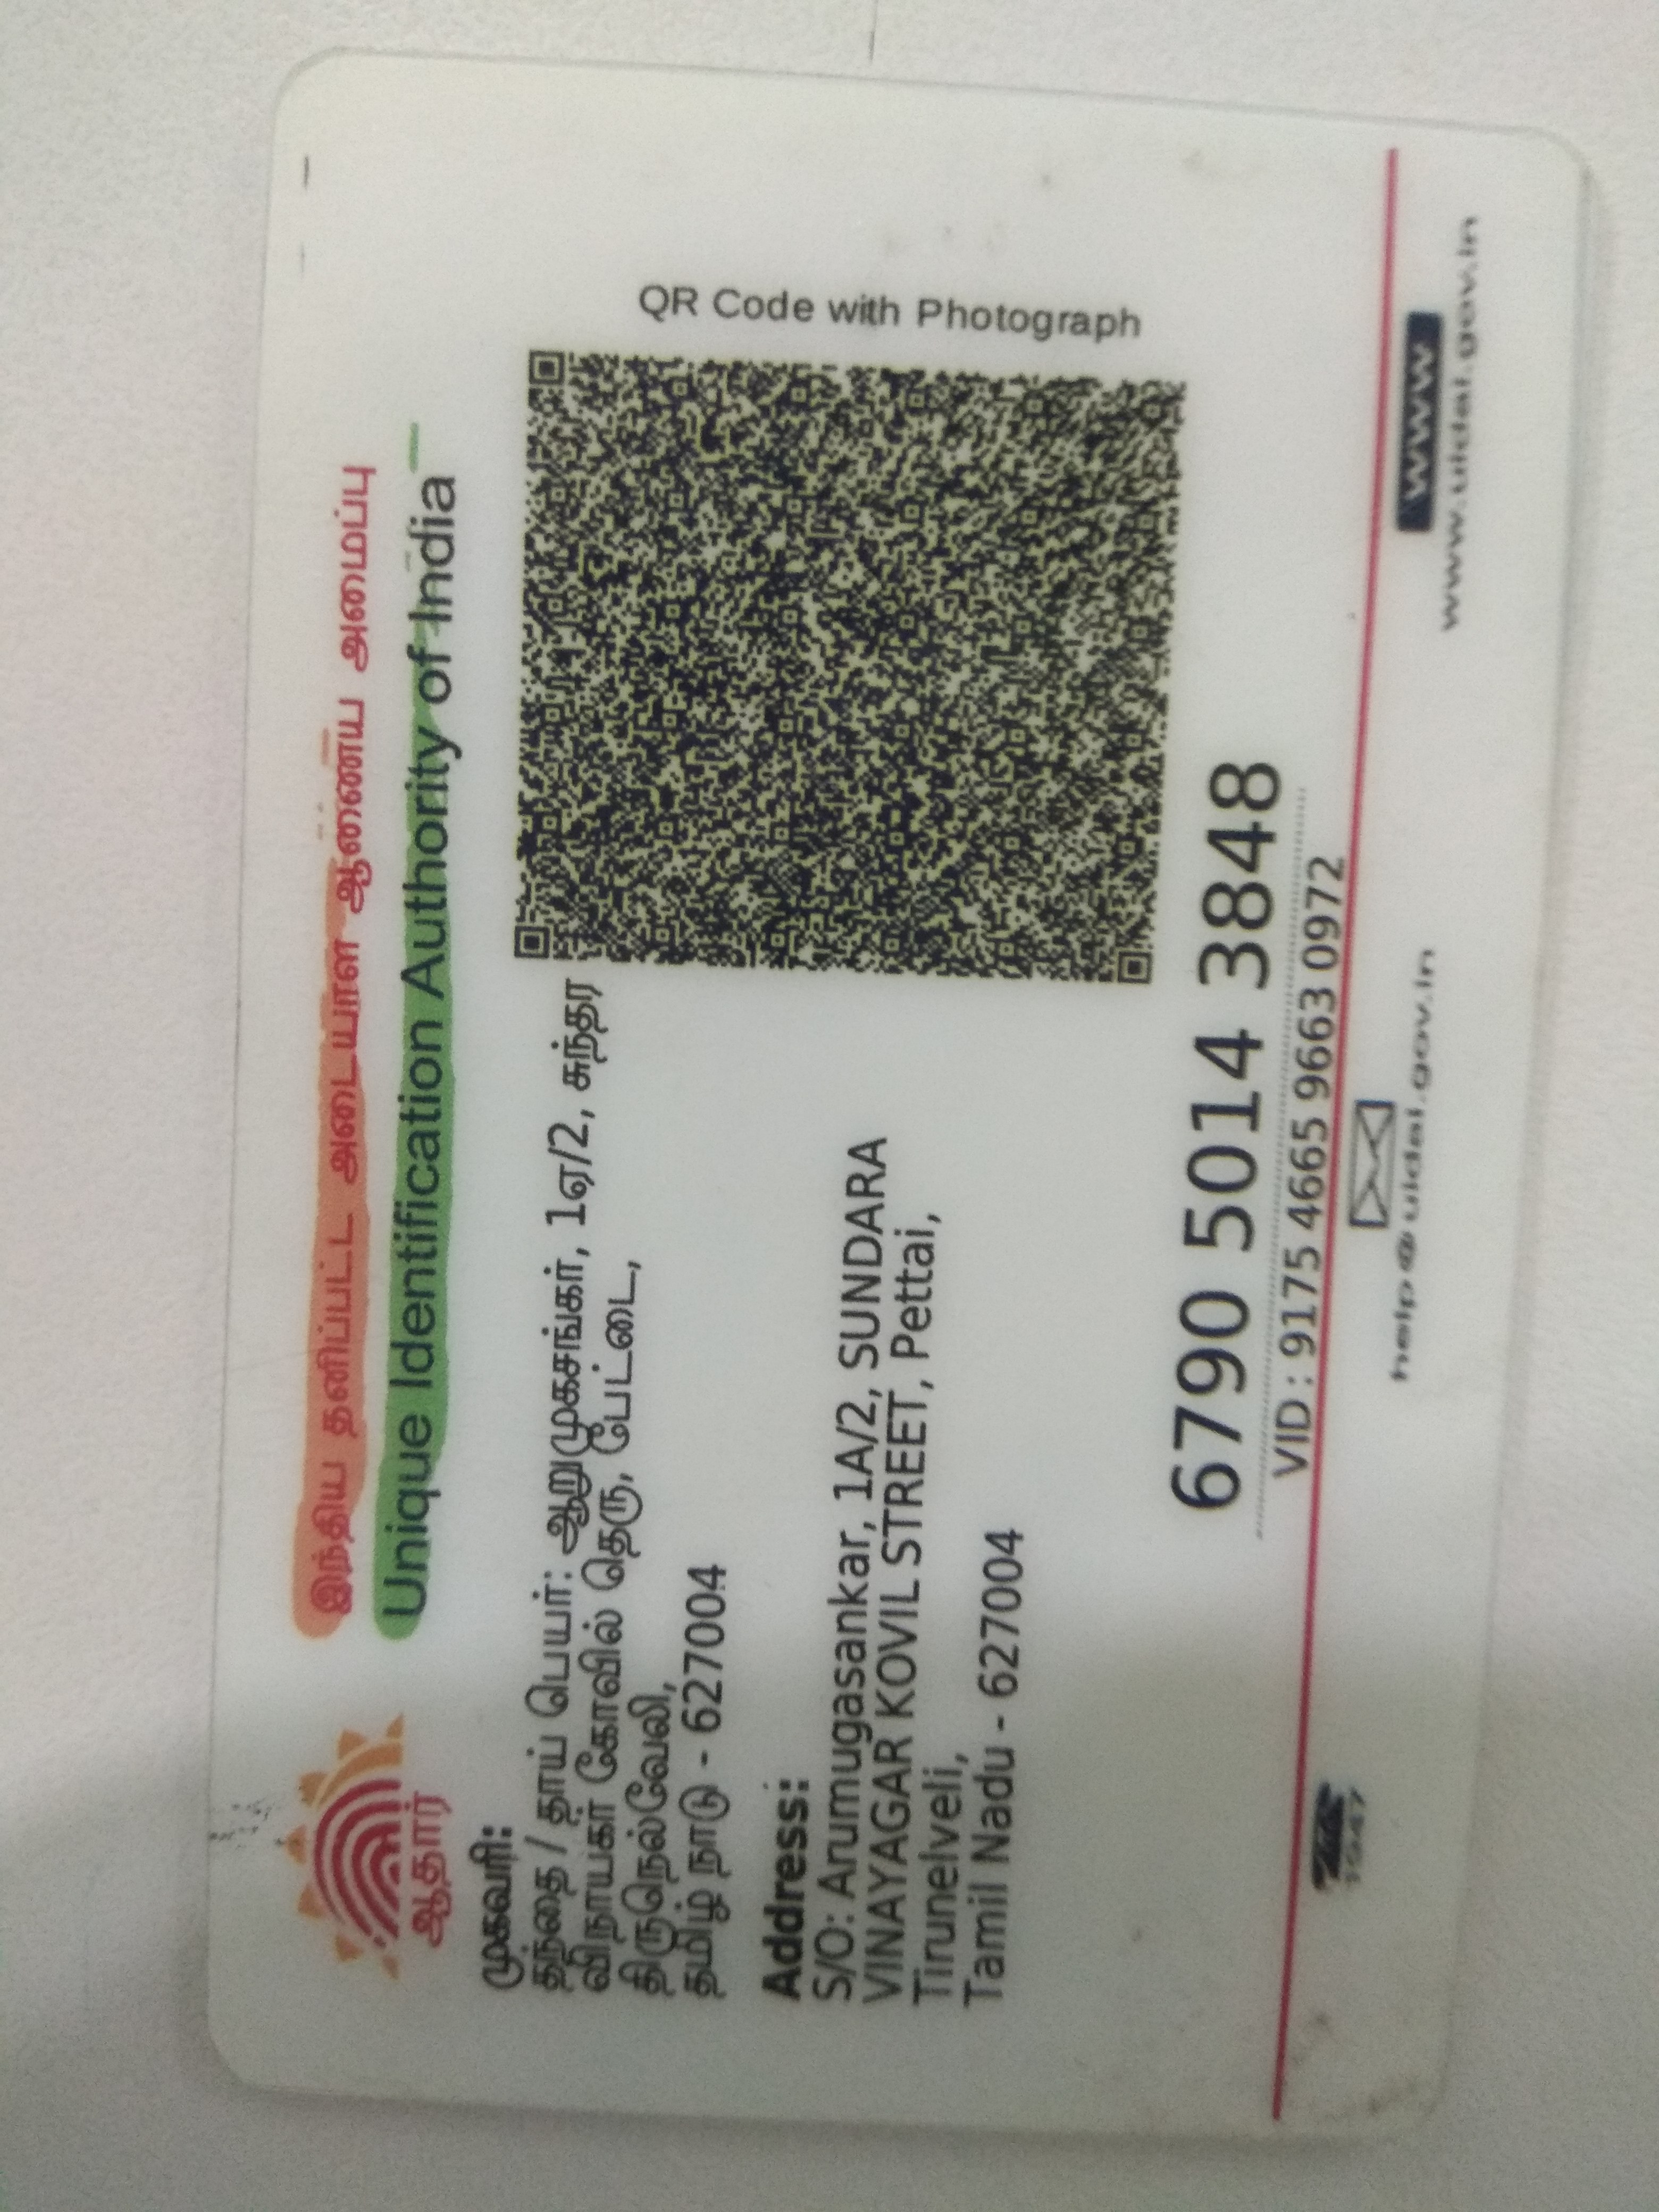 இந்திய தனிப்பட்ட அடையாள ஆணைய அமைப்பு
Unique Identification Authority of India
ஆதார்
முகவரி:
தந்தை / தாய் பெயர்: ஆறுமுகசங்கர், 1ஏ/2, சுந்தர
விநாயகர் கோவில் தெரு, பேட்டை,
திருநெல்வேலி,
தமிழ் நாடு - 627004
Address:
S/O: Arumugasankar, 1A/2, SUNDARA
VINAYAGAR KOVIL STREET, Pettai,
Tirunelveli,
Tamil Nadu - 627004
QR Code with Photograph
6790 5014 3848
VID : 9175 4665 9663 0972
1947
help@uidai.gov.in
www
www.uidai.gov.in